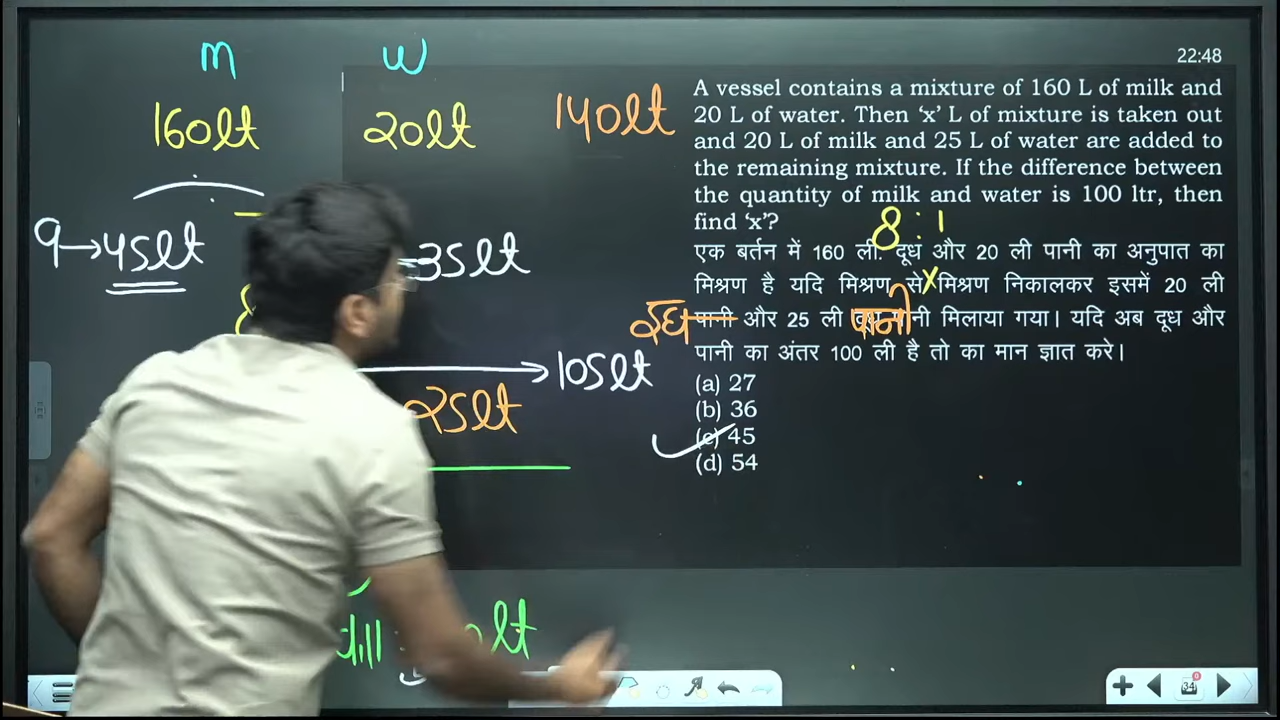 22:48
m w
160lt 20lt 140lt
9→45lt 35lt
105lt
25lt
dill lt
A vessel contains a mixture of 160 L of milk and
20 L of water. Then 'x' L of mixture is taken out
and 20 L of milk and 25 L of water are added to
the remaining mixture. If the difference between
the quantity of milk and water is 100 ltr, then
find 'x'?
8 : 1
एक बर्तन में 160 ली. दूध और 20 ली पानी का अनुपात का
मिश्रण है यदि मिश्रण से x मिश्रण निकालकर इसमें 20 ली
दूध पानी और 25 ली पानी मिलाया गया। यदि अब दूध और
पानी का अंतर 100 ली है तो का मान ज्ञात करे।
(a) 27
(b) 36
(c) 45
(d) 54